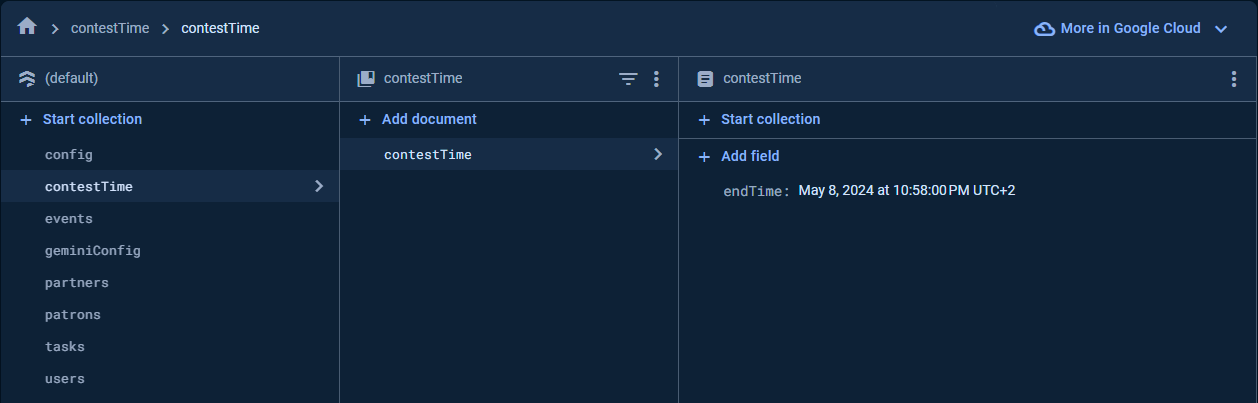 contestTime > contestTime
More in Google Cloud
(default)
contestTime
contestTime
+ Start collection
+ Add document
+ Start collection
config
contestTime
events
geminiConfig
partners
patrons
tasks
users
contestTime
+ Add field
endTime: May 8, 2024 at 10:58:00 PM UTC+2